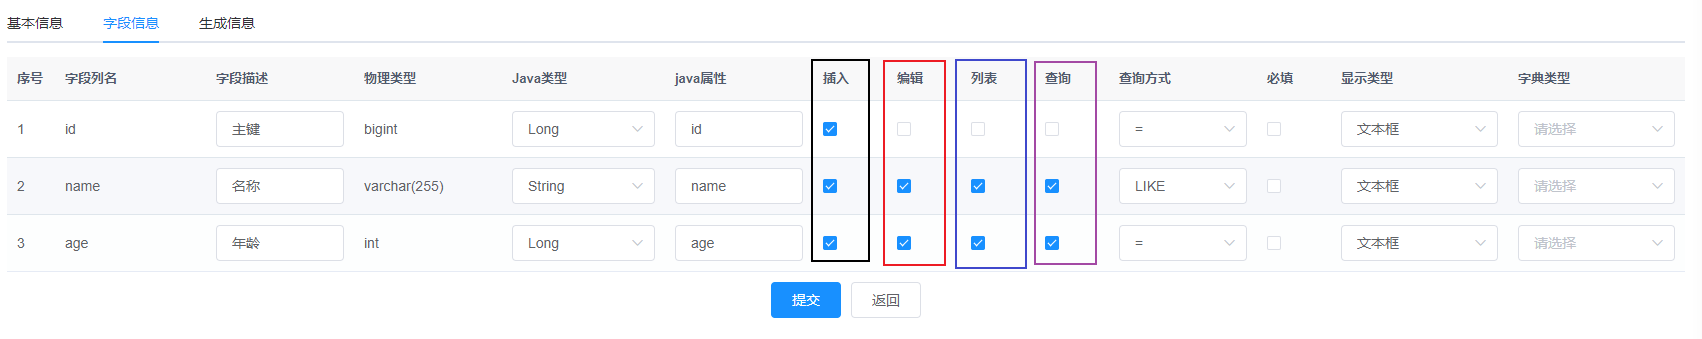 基本信息 字段信息 生成信息
序号 字段列名 字段描述 物理类型 Java类型 java属性 插入 编辑 列表 查询 查询方式 必填 显示类型 字典类型
1 id 主键 bigint Long id = 文本框 请选择
2 name 名称 varchar(255) String name LIKE 文本框 请选择
3 age 年龄 int Long age = 文本框 请选择
提交 返回